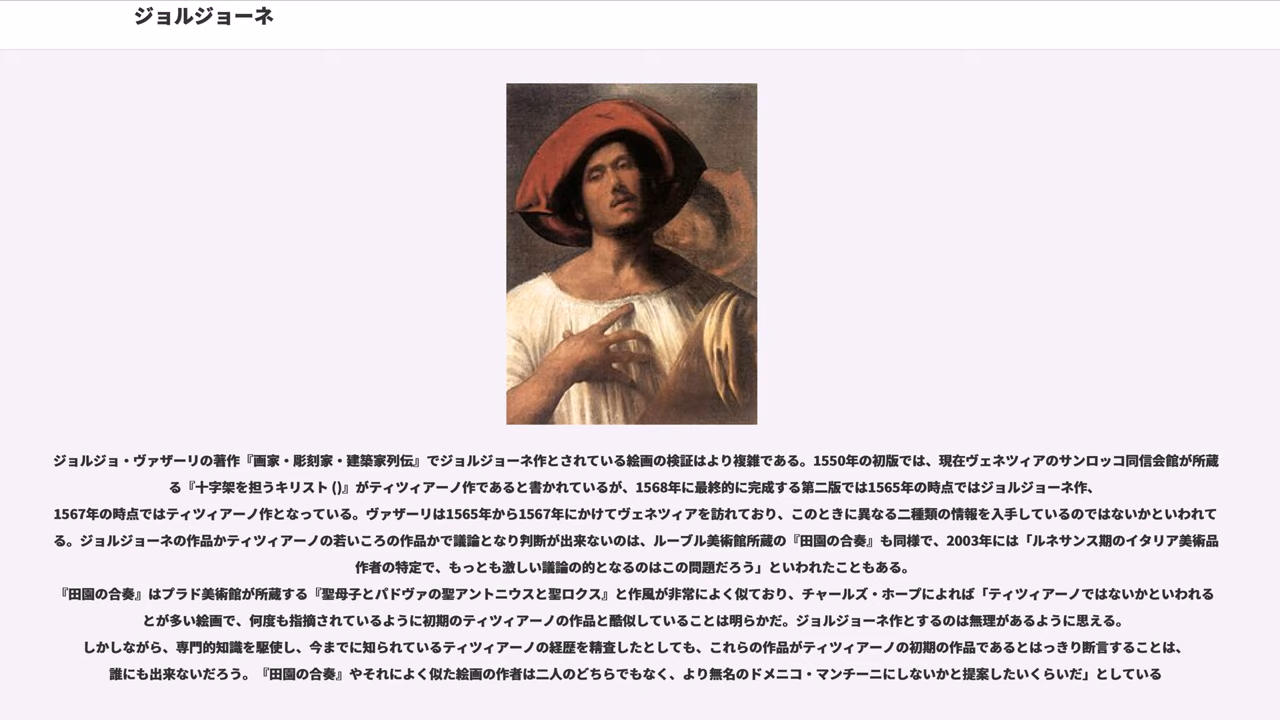 ジョルジョーネ
ジョルジョ・ヴァザーリの著作『画家・彫刻家・建築家列伝』でジョルジョーネ作とされている絵画の検証はより複雑である。1550年の初版では、現在ヴェネツィアのサンロッコ同信会館が所蔵
る『十字架を担うキリスト ()』がティツィアーノ作であると書かれているが、1568年に最終的に完成する第二版では1565年の時点ではジョルジョーネ作、
1567年の時点ではティツィアーノ作となっている。ヴァザーリは1565年から1567年にかけてヴェネツィアを訪れており、このときに異なる二種類の情報を入手しているのではないかといわれて
る。ジョルジョーネの作品かティツィアーノの若いころの作品かで議論となり判断が出来ないのは、ルーブル美術館所蔵の『田園の合奏』も同様で、2003年には「ルネサンス期のイタリア美術品
作者の特定で、もっとも激しい議論の的となるのはこの問題だろう」といわれたこともある。
『田園の合奏』はプラド美術館が所蔵する『聖母子とパドヴァの聖アントニウスと聖ロクス』と作風が非常によく似ており、チャールズ・ホープによれば「ティツィアーノではないかといわれる
とが多い絵画で、何度も指摘されているように初期のティツィアーノの作品と酷似していることは明らかだ。ジョルジョーネ作とするのは無理があるように思える。
しかしながら、専門的知識を駆使し、今までに知られているティツィアーノの経歴を精査したとしても、これらの作品がティツィアーノの初期の作品であるとはっきり断言することは、
誰にも出来ないだろう。『田園の合奏』やそれによく似た絵画の作者は二人のどちらでもなく、より無名のドメニコ・マンチーニにしないかと提案したいくらいだ」としている